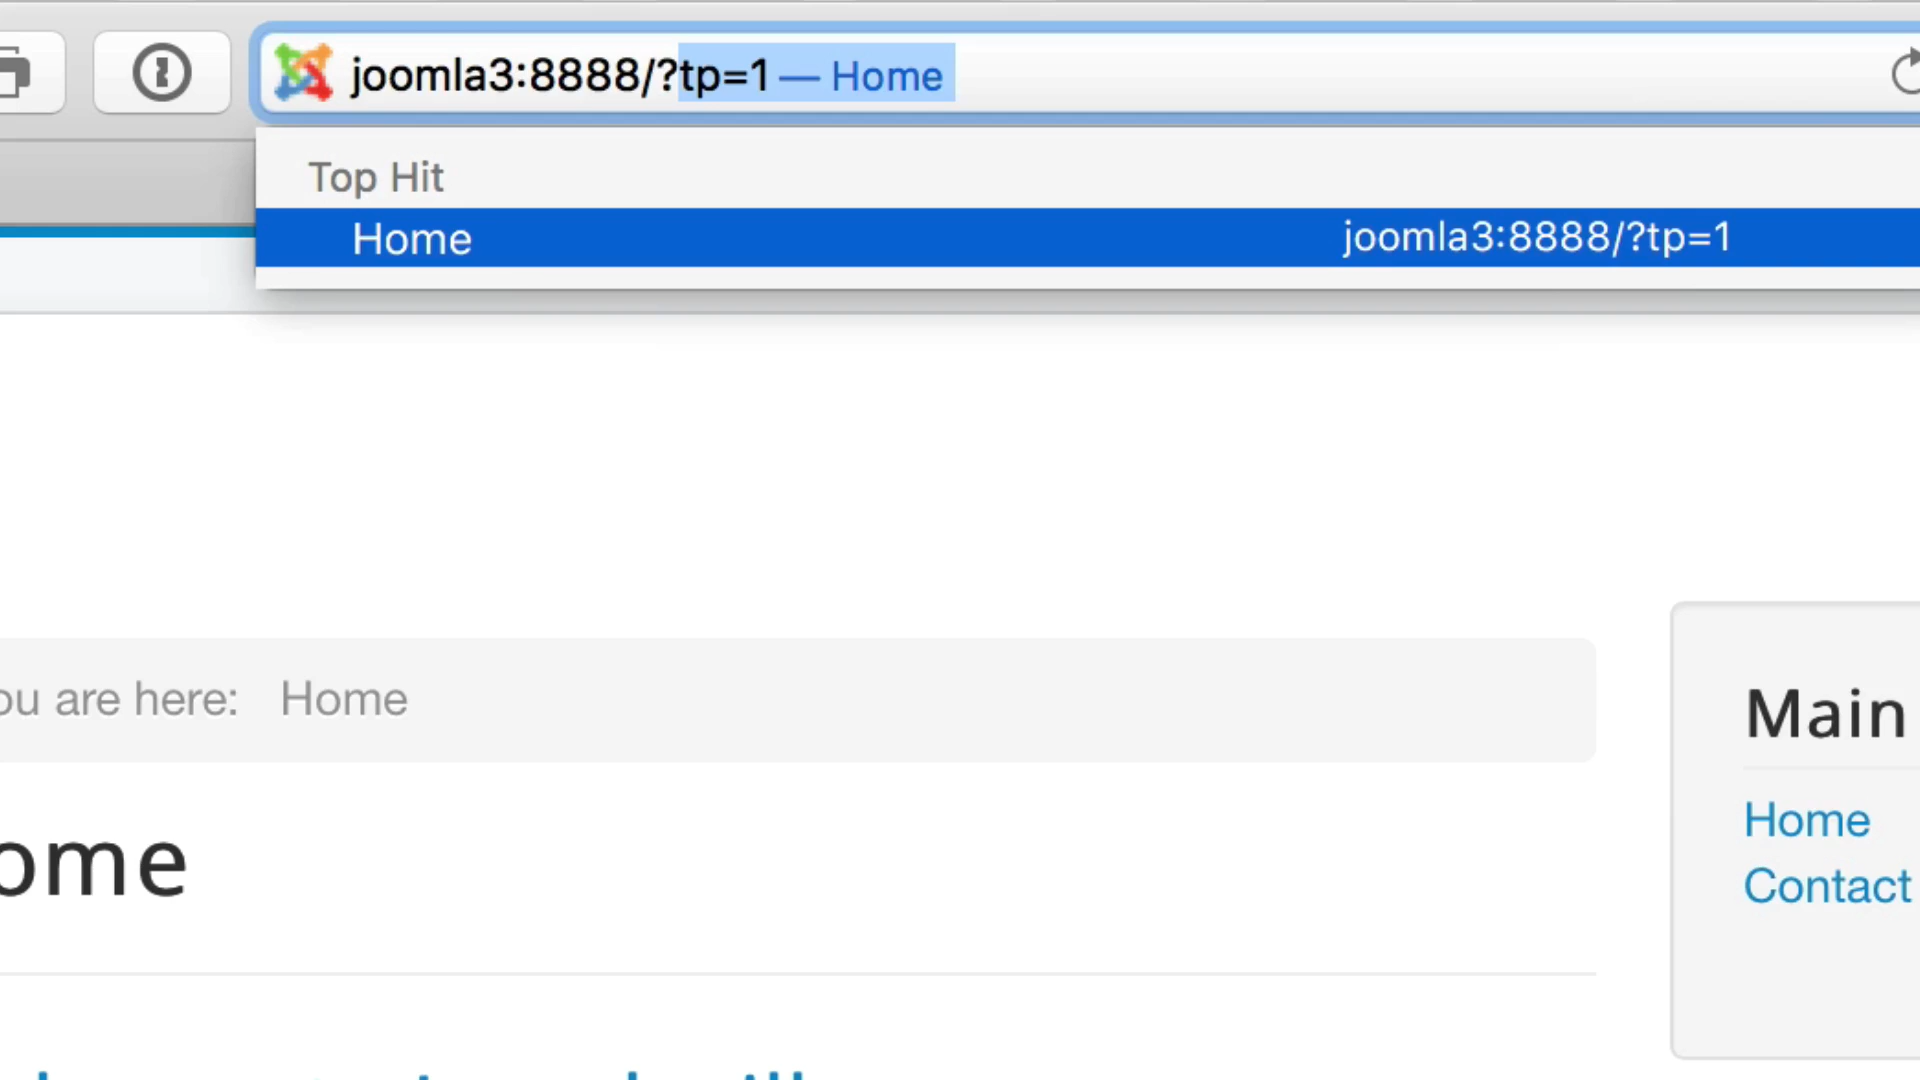 joomla3:8888/?tp=1 — Home
Top Hit
Home joomla3:8888/?tp=1
ou are here: Home
Main
ome
Home
Contact